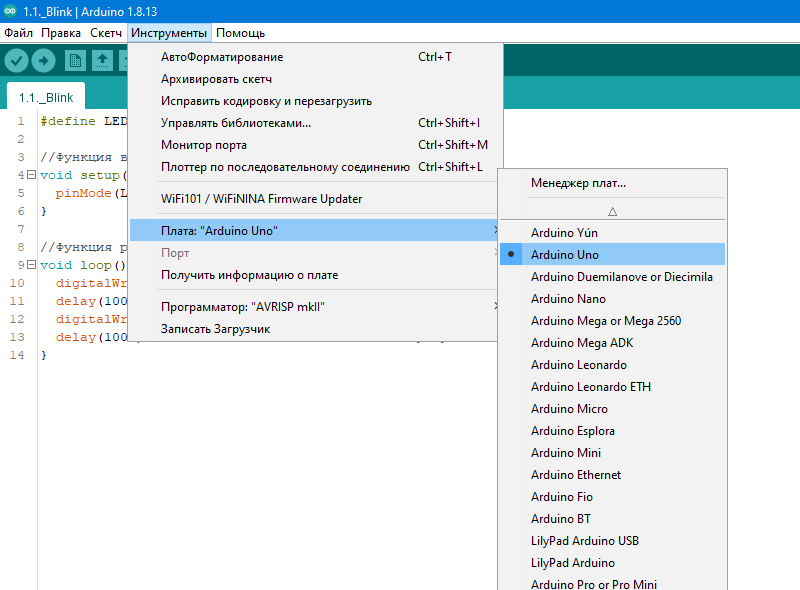 1.1._Blink | Arduino 1.8.13
Файл Правка Скетч Инструменты Помощь
1.1._Blink
1 #define LED
2
3 //Функция в
4 void setup(
5 pinMode(L
6 }
7
8 //Функция р
9 void loop()
10 digitalWr
11 delay(100
12 digitalWr
13 delay(100
14 }
АвтоФорматирование Ctrl+T
Архивировать скетч
Исправить кодировку и перезагрузить
Управлять библиотеками... Ctrl+Shift+I
Монитор порта Ctrl+Shift+M
Плоттер по последовательному соединению Ctrl+Shift+L
WiFi101 / WiFiNINA Firmware Updater
Плата: "Arduino Uno"
Порт
Получить информацию о плате
Программатор: "AVRISP mkII"
Записать Загрузчик
Менеджер плат...
Arduino Yún
Arduino Uno
Arduino Duemilanove or Diecimila
Arduino Nano
Arduino Mega or Mega 2560
Arduino Mega ADK
Arduino Leonardo
Arduino Leonardo ETH
Arduino Micro
Arduino Esplora
Arduino Mini
Arduino Ethernet
Arduino Fio
Arduino BT
LilyPad Arduino USB
LilyPad Arduino
Arduino Pro or Pro Mini